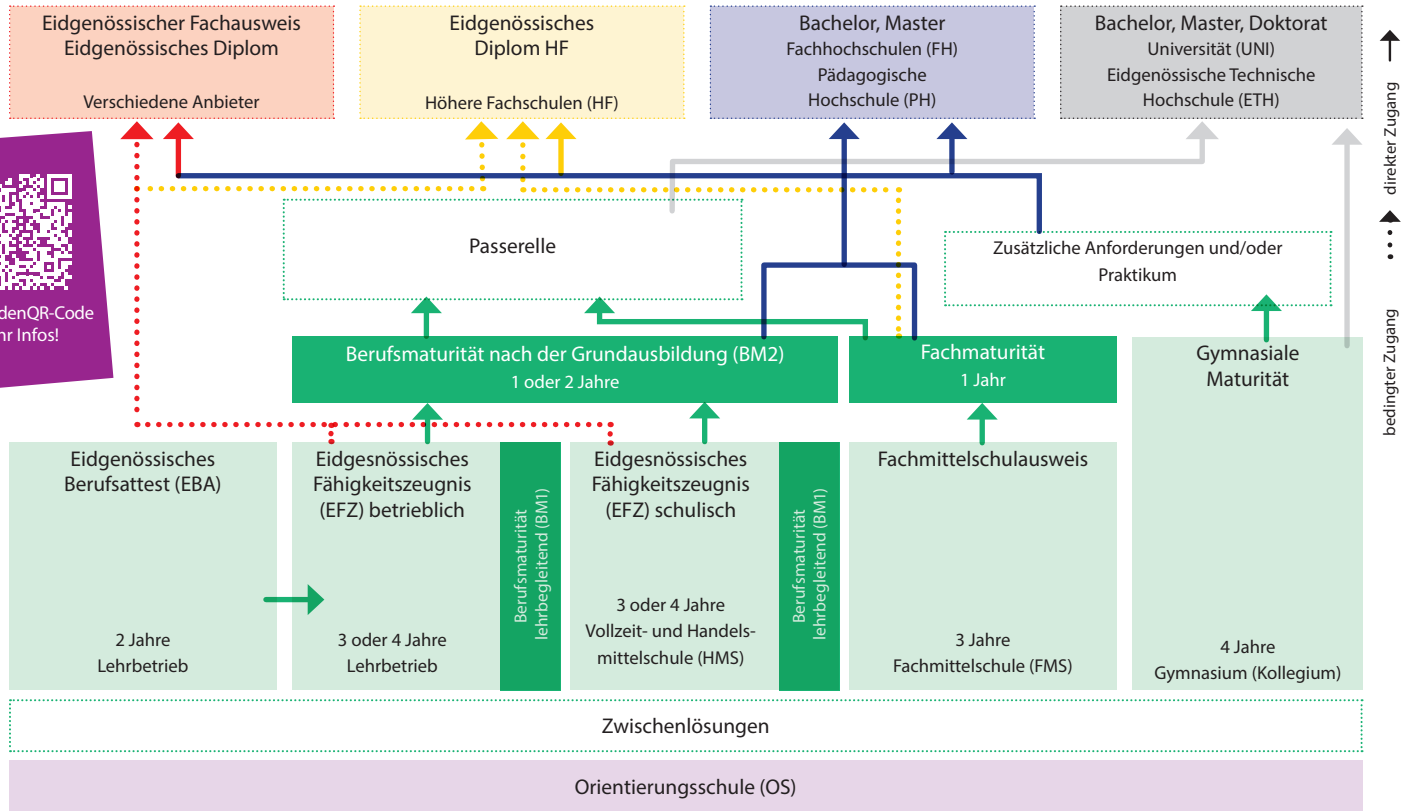 Eidgenössischer Fachausweis
Eidgenössisches Diplom
Verschiedene Anbieter
Eidgenössisches
Diplom HF
Höhere Fachschulen (HF)
Bachelor, Master
Fachhochschulen (FH)
Pädagogische
Hochschule (PH)
Bachelor, Master, Doktorat
Universität (UNI)
Eidgenössische Technische
Hochschule (ETH)
direkter Zugang
bedingter Zugang
denQR-Code
Infos!
Passerelle
Zusätzliche Anforderungen und/oder
Praktikum
Berufsmaturität nach der Grundausbildung (BM2)
1 oder 2 Jahre
Fachmaturität
1 Jahr
Gymnasiale
Maturität
4 Jahre
Gymnasium (Kollegium)
Eidgenössisches
Berufsattest (EBA)
2 Jahre
Lehrbetrieb
Eidgesnössisches
Fähigkeitszeugnis
(EFZ) betrieblich
3 oder 4 Jahre
Lehrbetrieb
Berufsmaturität
lehrbegleitend (BM1)
Eidgesnössisches
Fähigkeitszeugnis
(EFZ) schulisch
3 oder 4 Jahre
Vollzeit- und Handels-
mittelschule (HMS)
Berufsmaturität
lehrbegleitend (BM1)
Fachmittelschulausweis
3 Jahre
Fachmittelschule (FMS)
Zwischenlösungen
Orientierungsschule (OS)